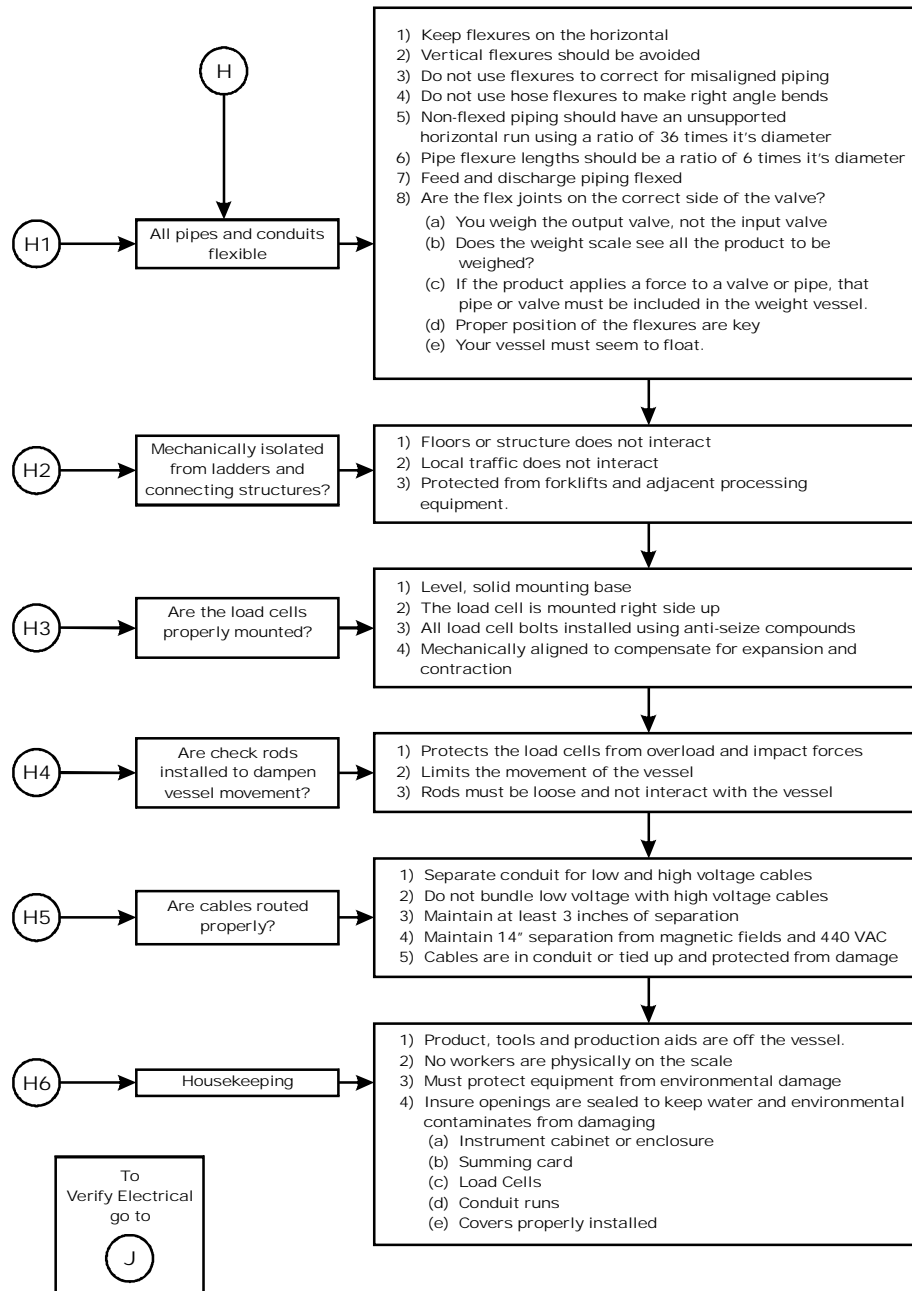 H
H1
All pipes and conduits
flexible
1) Keep flexures on the horizontal
2) Vertical flexures should be avoided
3) Do not use flexures to correct for misaligned piping
4) Do not use hose flexures to make right angle bends
5) Non-flexed piping should have an unsupported
horizontal run using a ratio of 36 times it's diameter
6) Pipe flexure lengths should be a ratio of 6 times it's diameter
7) Feed and discharge piping flexed
8) Are the flex joints on the correct side of the valve?
(a) You weigh the output valve, not the input valve
(b) Does the weight scale see all the product to be
weighed?
(c) If the product applies a force to a valve or pipe, that
pipe or valve must be included in the weight vessel.
(d) Proper position of the flexures are key
(e) Your vessel must seem to float.
H2
Mechanically isolated
from ladders and
connecting structures?
1) Floors or structure does not interact
2) Local traffic does not interact
3) Protected from forklifts and adjacent processing
equipment.
H3
Are the load cells
properly mounted?
1) Level, solid mounting base
2) The load cell is mounted right side up
3) All load cell bolts installed using anti-seize compounds
4) Mechanically aligned to compensate for expansion and
contraction
H4
Are check rods
installed to dampen
vessel movement?
1) Protects the load cells from overload and impact forces
2) Limits the movement of the vessel
3) Rods must be loose and not interact with the vessel
H5
Are cables routed
properly?
1) Separate conduit for low and high voltage cables
2) Do not bundle low voltage with high voltage cables
3) Maintain at least 3 inches of separation
4) Maintain 14" separation from magnetic fields and 440 VAC
5) Cables are in conduit or tied up and protected from damage
H6
Housekeeping
1) Product, tools and production aids are off the vessel.
2) No workers are physically on the scale
3) Must protect equipment from environmental damage
4) Insure openings are sealed to keep water and environmental
contaminates from damaging
(a) Instrument cabinet or enclosure
(b) Summing card
(c) Load Cells
(d) Conduit runs
(e) Covers properly installed
To
Verify Electrical
go to
J